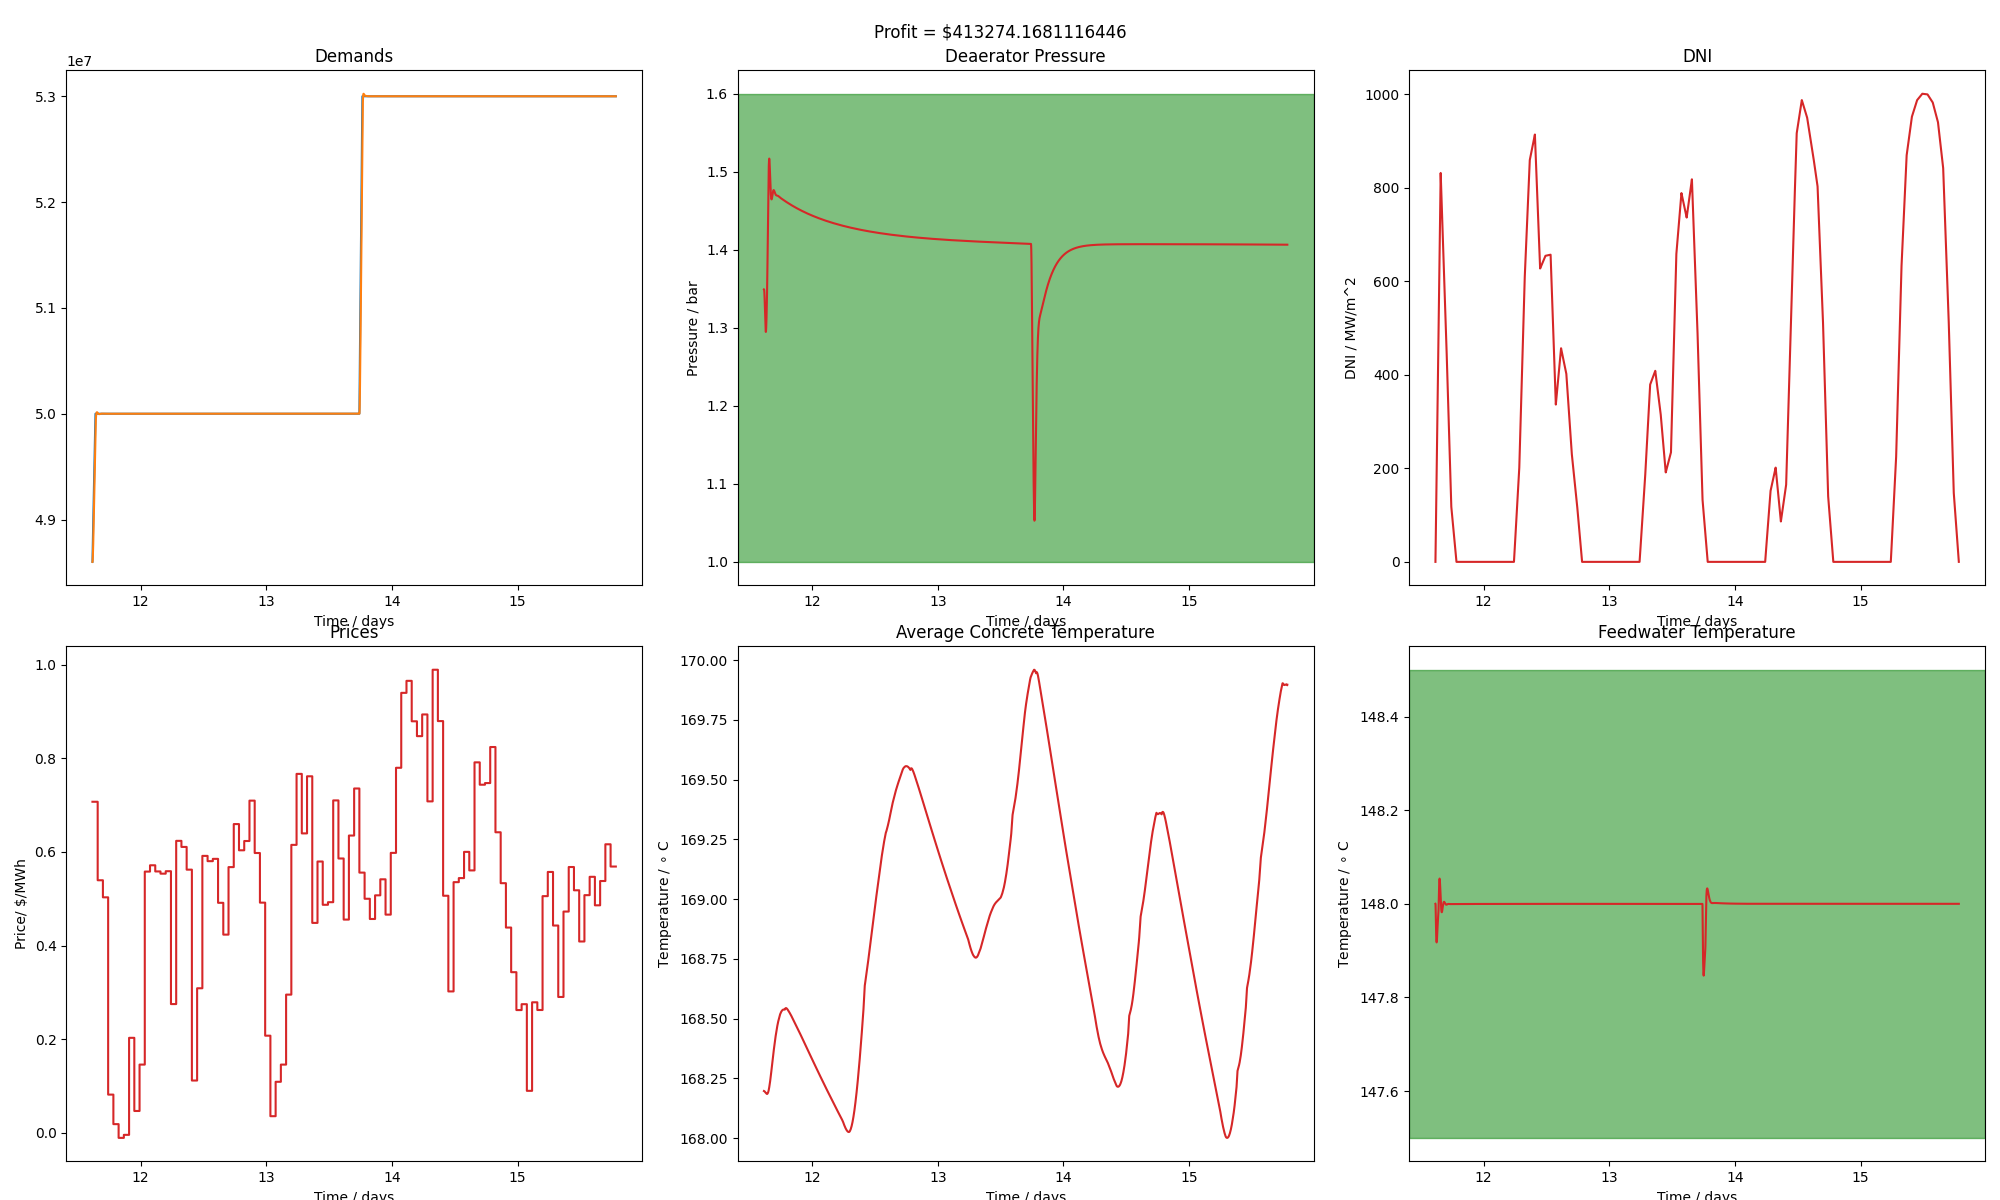 Profit = $413274.1681116446
Demands
1e7
5.3
5.2
5.1
5.0
4.9
12 13 14 15
Time / days
Deaerator Pressure
Pressure / bar
1.6
1.5
1.4
1.3
1.2
1.1
1.0
12 13 14 15
Time / days
DNI
DNI / MW/m^2
1000
800
600
400
200
0
12 13 14 15
Time / days
Prices
Price/ $/MWh
1.0
0.8
0.6
0.4
0.2
0.0
12 13 14 15
Time / days
Average Concrete Temperature
Temperature / ∘ C
170.00
169.75
169.50
169.25
169.00
168.75
168.50
168.25
168.00
12 13 14 15
Time / days
Feedwater Temperature
Temperature / ∘ C
148.4
148.2
148.0
147.8
147.6
12 13 14 15
Time / days